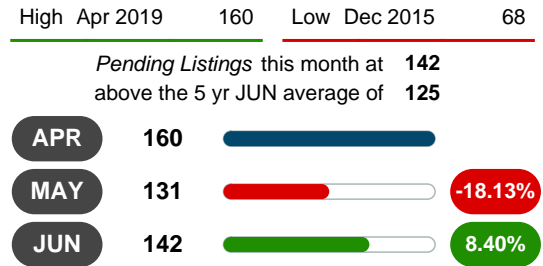 High Apr 2019 160 Low Dec 2015 68
Pending Listings this month at 142
above the 5 yr JUN average of 125
APR 160
MAY 131 -18.13%
JUN 142 8.40%